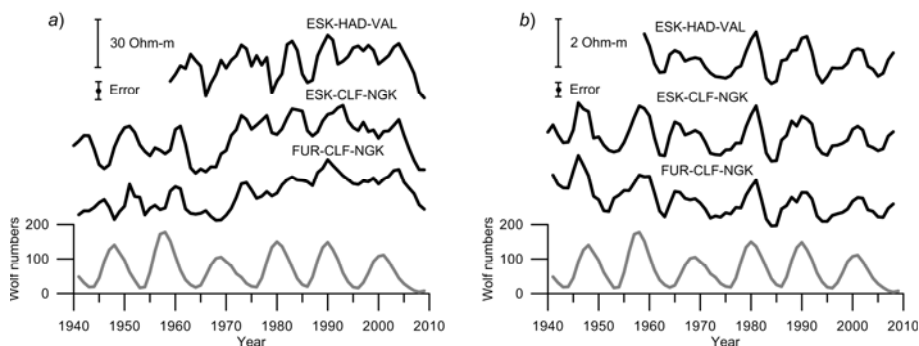 a)
30 Ohm-m
Error
ESK-HAD-VAL
ESK-CLF-NGK
FUR-CLF-NGK
Wolf numbers
200
100
0
1940 1950 1960 1970 1980 1990 2000 2010
Year
b)
2 Ohm-m
Error
ESK-HAD-VAL
ESK-CLF-NGK
FUR-CLF-NGK
Wolf numbers
200
100
0
1940 1950 1960 1970 1980 1990 2000 2010
Year